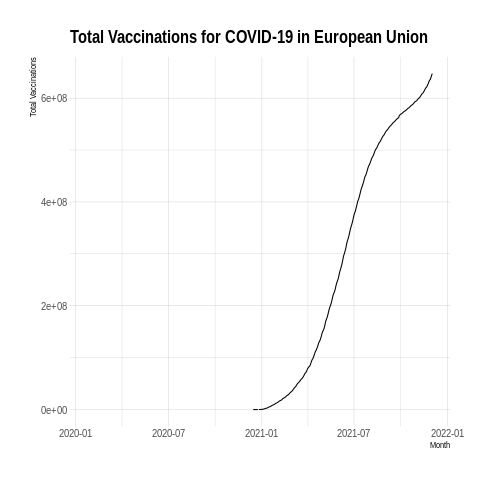 Total Vaccinations for COVID-19 in European Union
Total Vaccinations
6e+08
4e+08
2e+08
0e+00
2020-01 2020-07 2021-01 2021-07 2022-01
Month